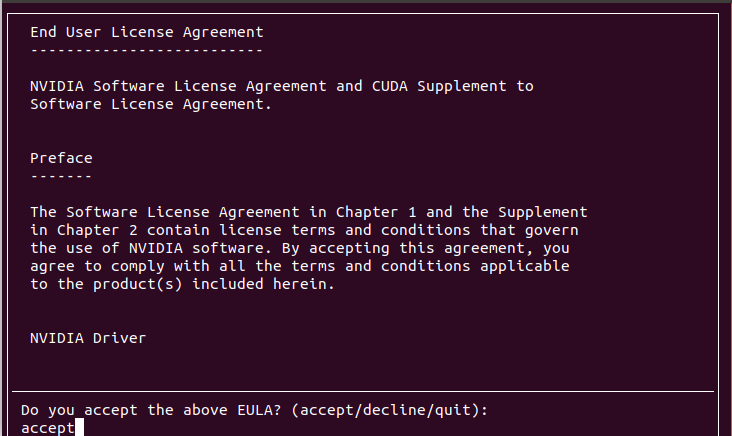 End User License Agreement
--------------------------
NVIDIA Software License Agreement and CUDA Supplement to
Software License Agreement.
Preface
-------
The Software License Agreement in Chapter 1 and the Supplement
in Chapter 2 contain license terms and conditions that govern
the use of NVIDIA software. By accepting this agreement, you
agree to comply with all the terms and conditions applicable
to the product(s) included herein.
NVIDIA Driver
Do you accept the above EULA? (accept/decline/quit):
accept